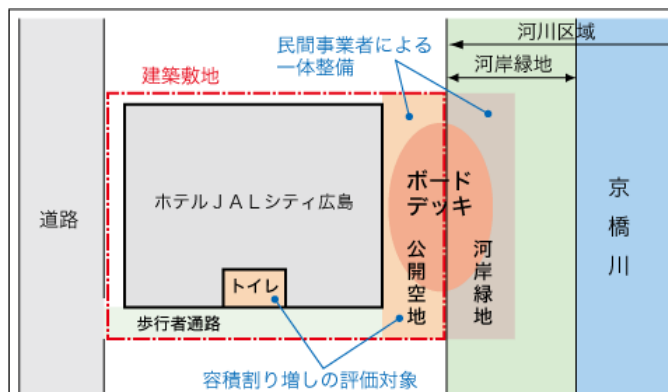 民間事業者による
一体整備
河川区域
河岸緑地
建築敷地
ボード
デッキ
ホテルJALシティ広島
道路
京橋川
トイレ
公開空地
河岸緑地
歩行者通路
容積割り増しの評価対象